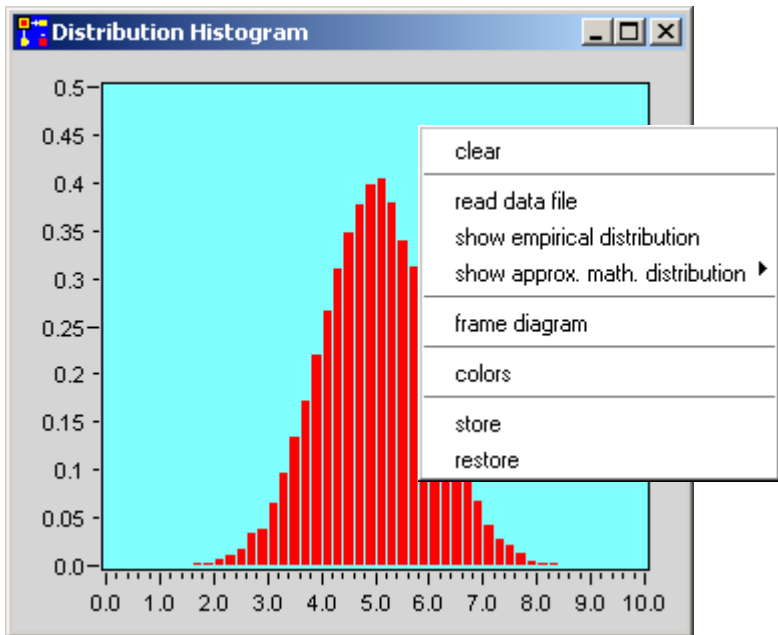 Distribution Histogram
0.5
0.45
0.4
0.35
0.3
0.25
0.2
0.15
0.1
0.05
0.0
0.0 1.0 2.0 3.0 4.0 5.0 6.0 7.0 8.0 9.0 10.0
clear
read data file
show empirical distribution
show approx. math. distribution
frame diagram
colors
store
restore